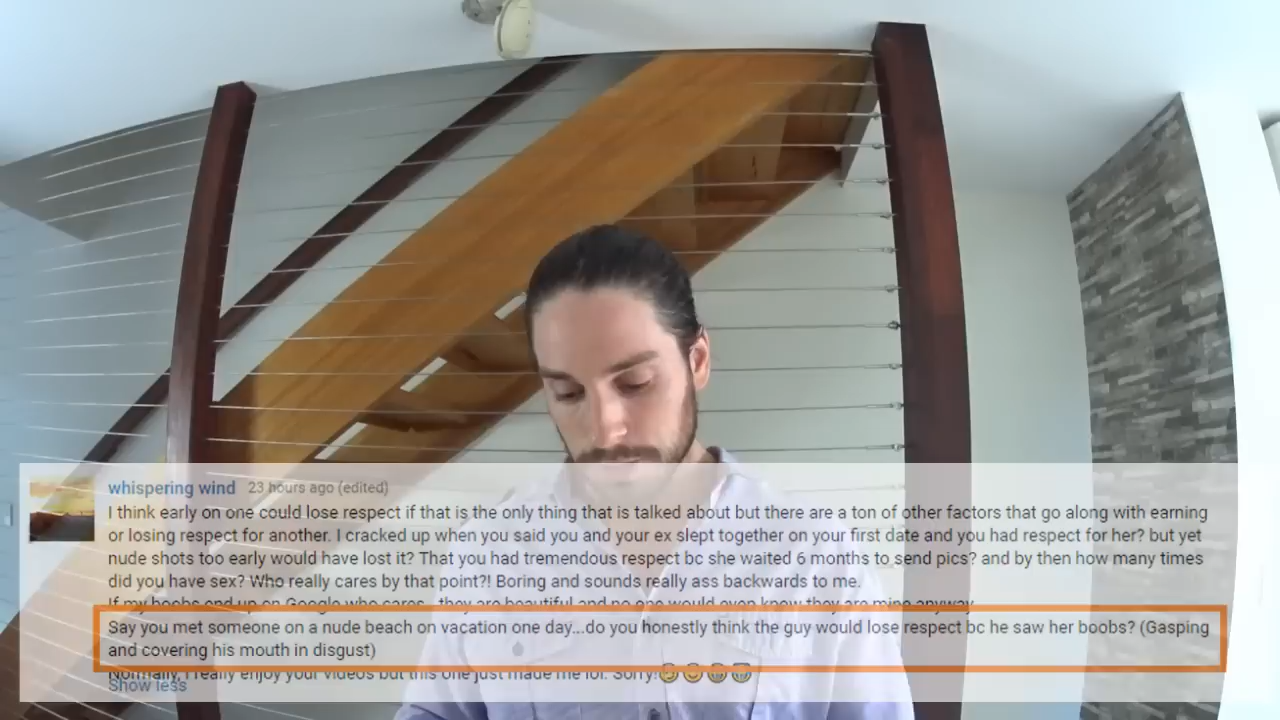 whispering wind 23 hours ago (edited)
I think early on one could lose respect if that is the only thing that is talked about but there are a ton of other factors that go along with earning
or losing respect for another. I cracked up when you said you and your ex slept together on your first date and you had respect for her? but yet
nude shots too early would have lost it? That you had tremendous respect bc she waited 6 months to send pics? and by then how many times
did you have sex? Who really cares by that point?! Boring and sounds really ass backwards to me.
If my boobs end up on Google who cares...they are beautiful and no one would even know they are mine anyway.
Say you met someone on a nude beach on vacation one day...do you honestly think the guy would lose respect bc he saw her boobs? (Gasping
and covering his mouth in disgust)
Normally, I really enjoy your videos but this one just made me lol. Sorry!
Show less